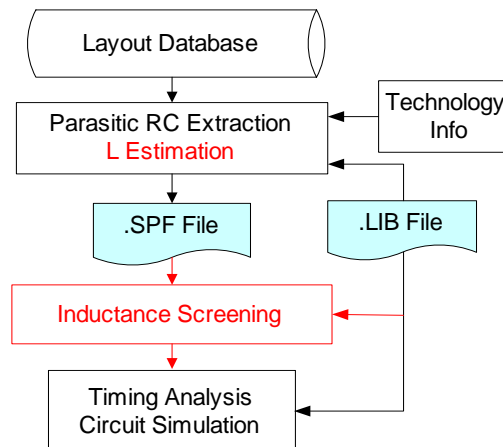 Layout Database
Technology
Info
Parasitic RC Extraction
L Estimation
.SPF File
.LIB File
Inductance Screening
Timing Analysis
Circuit Simulation